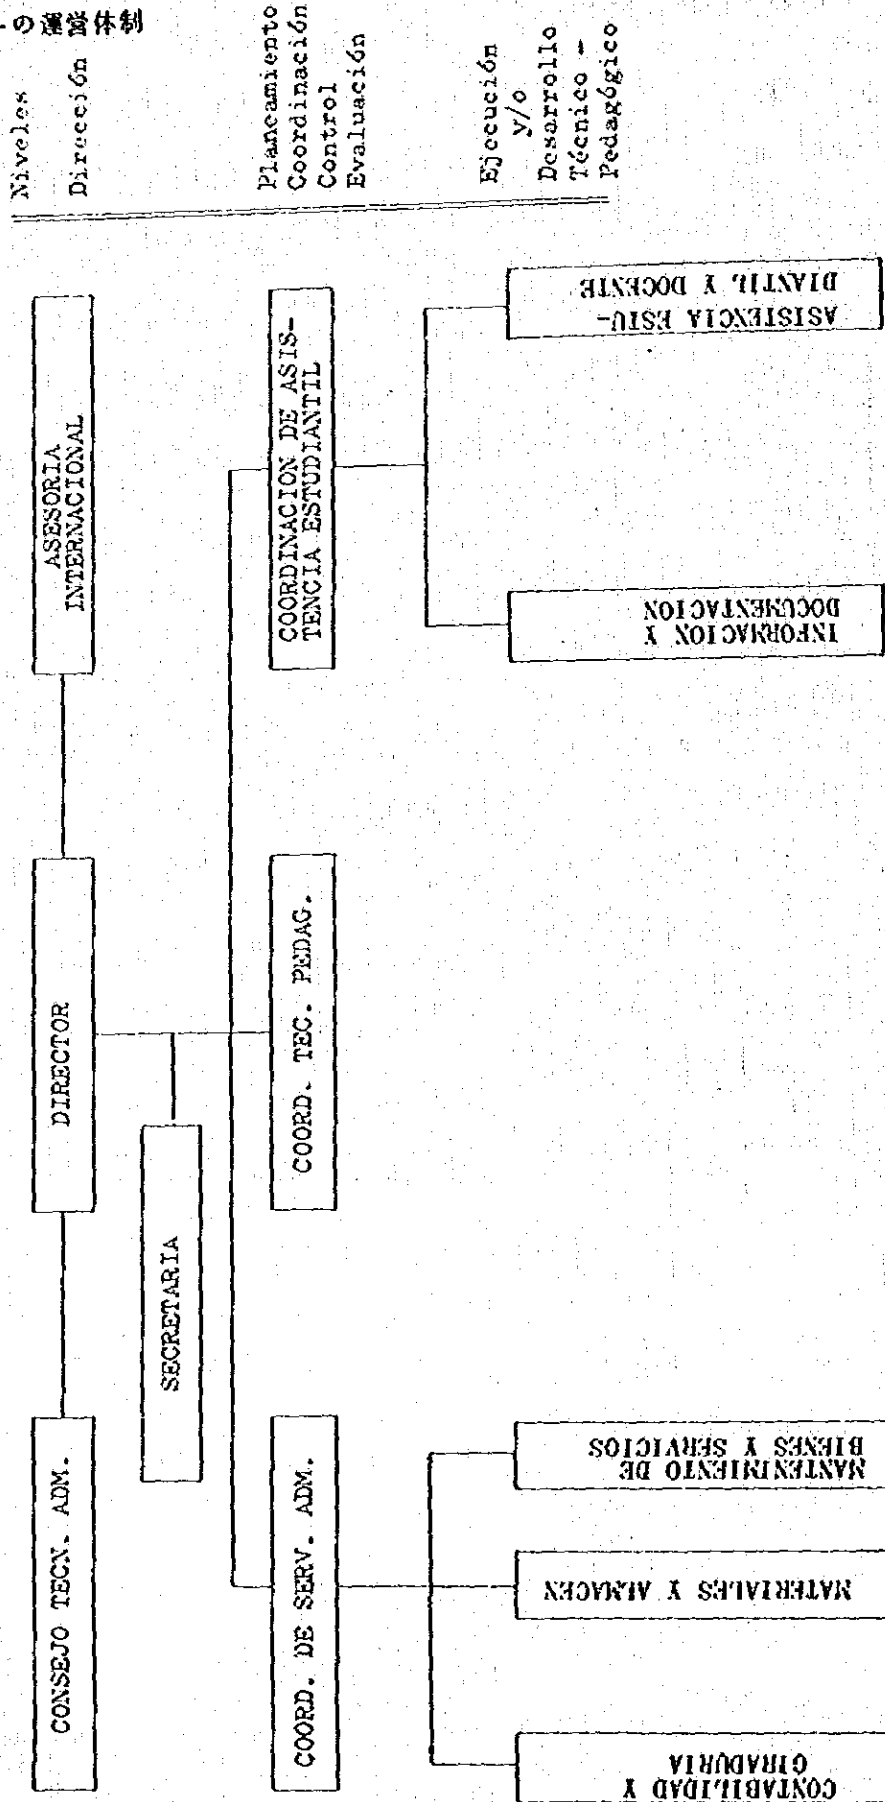 ーの運営体制
Niveles
Dirección
Planeamiento
Coordinación
Control
Evaluación
Ejecución
y/o
Desarrollo
Técnico -
Pedagógico
CONSEJO TECN. ADM.
DIRECTOR
ASESORIA
INTERNACIONAL
SECRETARIA
COORD. DE SERV. ADM.
COORD. TEC. PEDAG.
COORDINACION DE ASIS-
TENCIA ESTUDIANTIL
CONTABILIDAD Y
GIRADURIA
MATERIALES Y ALMACEN
MANTENIMIENTO DE
BIENES Y SERVICIOS
INFORMACION Y
DOCUMENTACION
ASISTENCIA ESTU-
DIANTIL Y DOCENTE